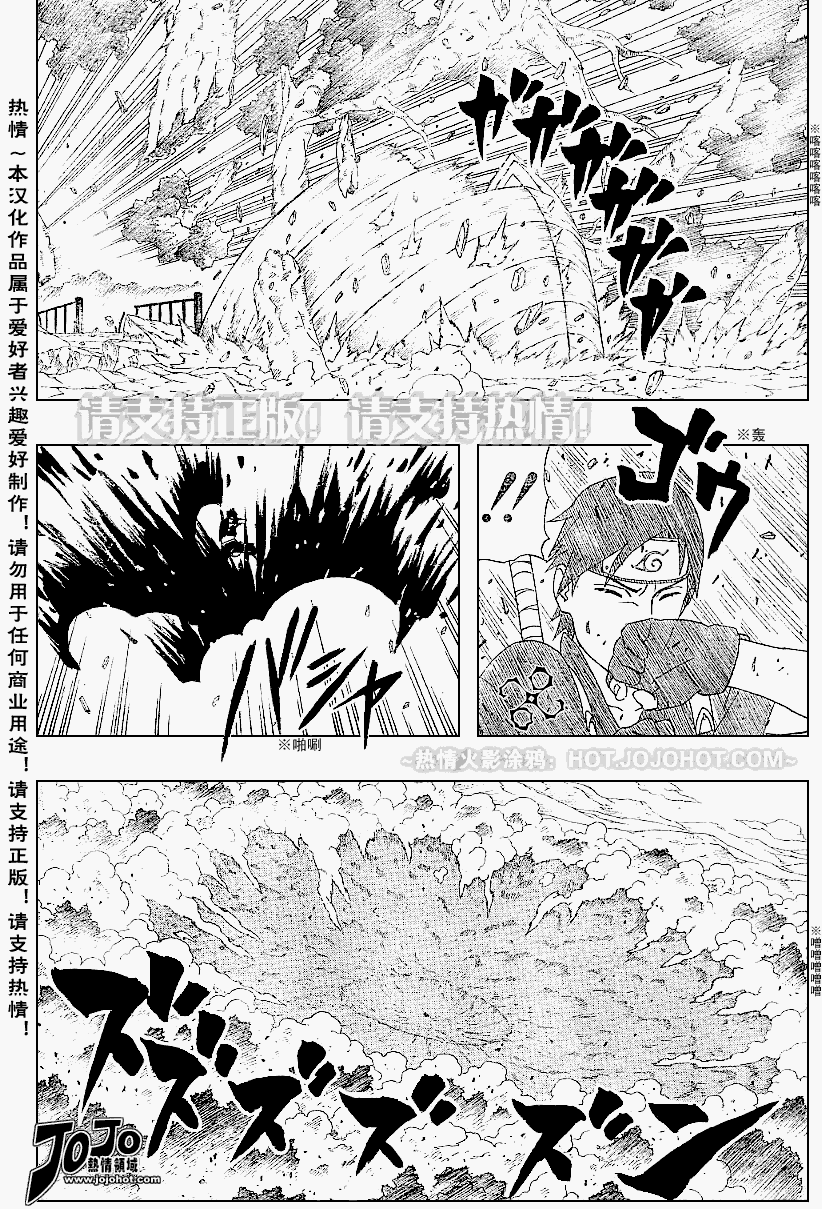 热情~本汉化作品属于爱好者兴趣爱好制作！请勿用于任何商业用途！请支持正版！请支持热情！
ガガガガガガガ
※喀喀喀喀喀喀
请支持正版！ 请支持热情！
ゴウ
※轰
!!
バシャ
※啪唰
~热情火影涂鸦：HOT.JOJOHOT.COM~
ズズズズズズン
※噌噌噌噌噌
JOJO
熱情領域
www.jojohot.com